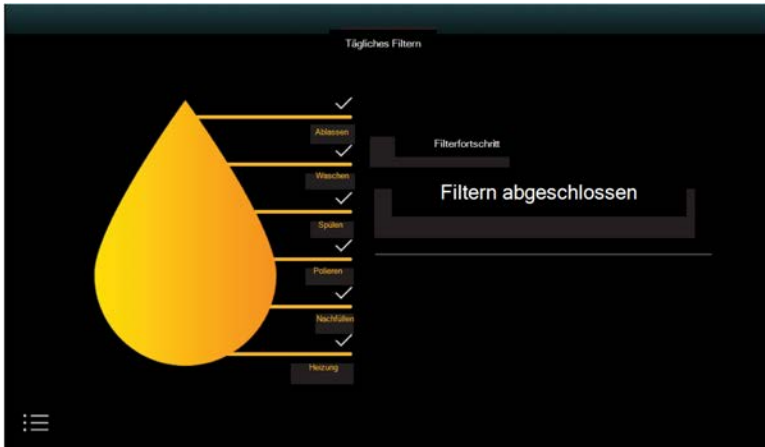 Tägliches Filtern
Ablassen
Waschen
Spülen
Polieren
Nachfüllen
Heizung
Filterfortschritt
Filtern abgeschlossen